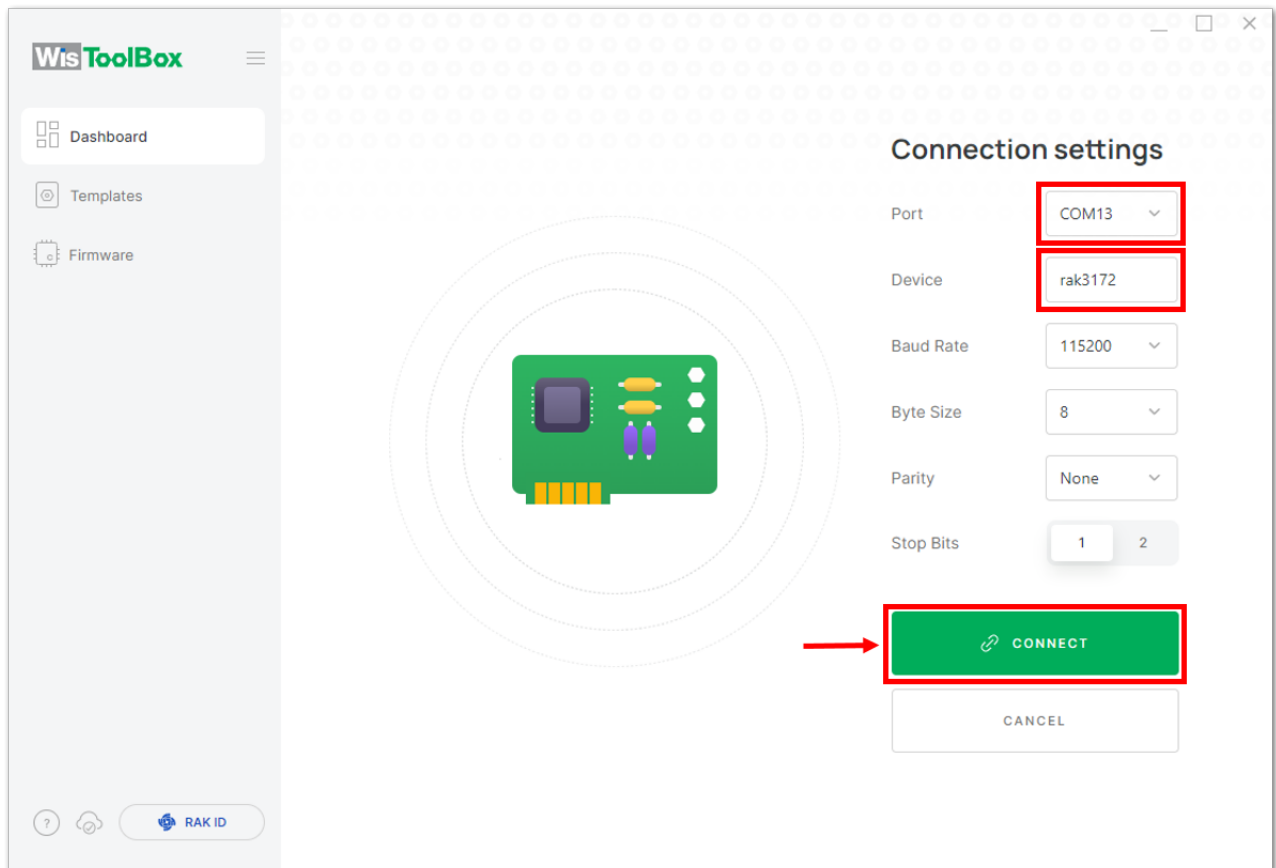 WisToolBox
Dashboard
Templates
Firmware
? RAK ID
Connection settings
Port COM13
Device rak3172
Baud Rate 115200
Byte Size 8
Parity None
Stop Bits 1 2
CONNECT
CANCEL